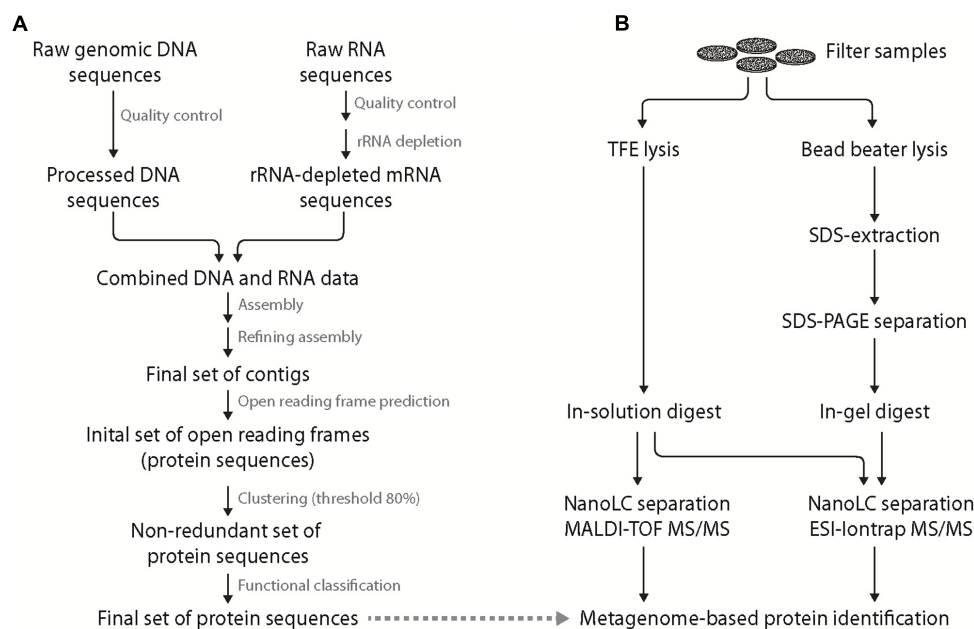 A
Raw genomic DNA
sequences
Raw RNA
sequences
Quality control
Quality control
rRNA depletion
Processed DNA
sequences
rRNA-depleted mRNA
sequences
Combined DNA and RNA data
Assembly
Refining assembly
Final set of contigs
Open reading frame prediction
Inital set of open reading frames
(protein sequences)
Clustering (threshold 80%)
Non-redundant set of
protein sequences
Functional classification
Final set of protein sequences
B
Filter samples
TFE lysis
Bead beater lysis
SDS-extraction
SDS-PAGE separation
In-solution digest
In-gel digest
NanoLC separation
MALDI-TOF MS/MS
NanoLC separation
ESI-Iontrap MS/MS
Metagenome-based protein identification